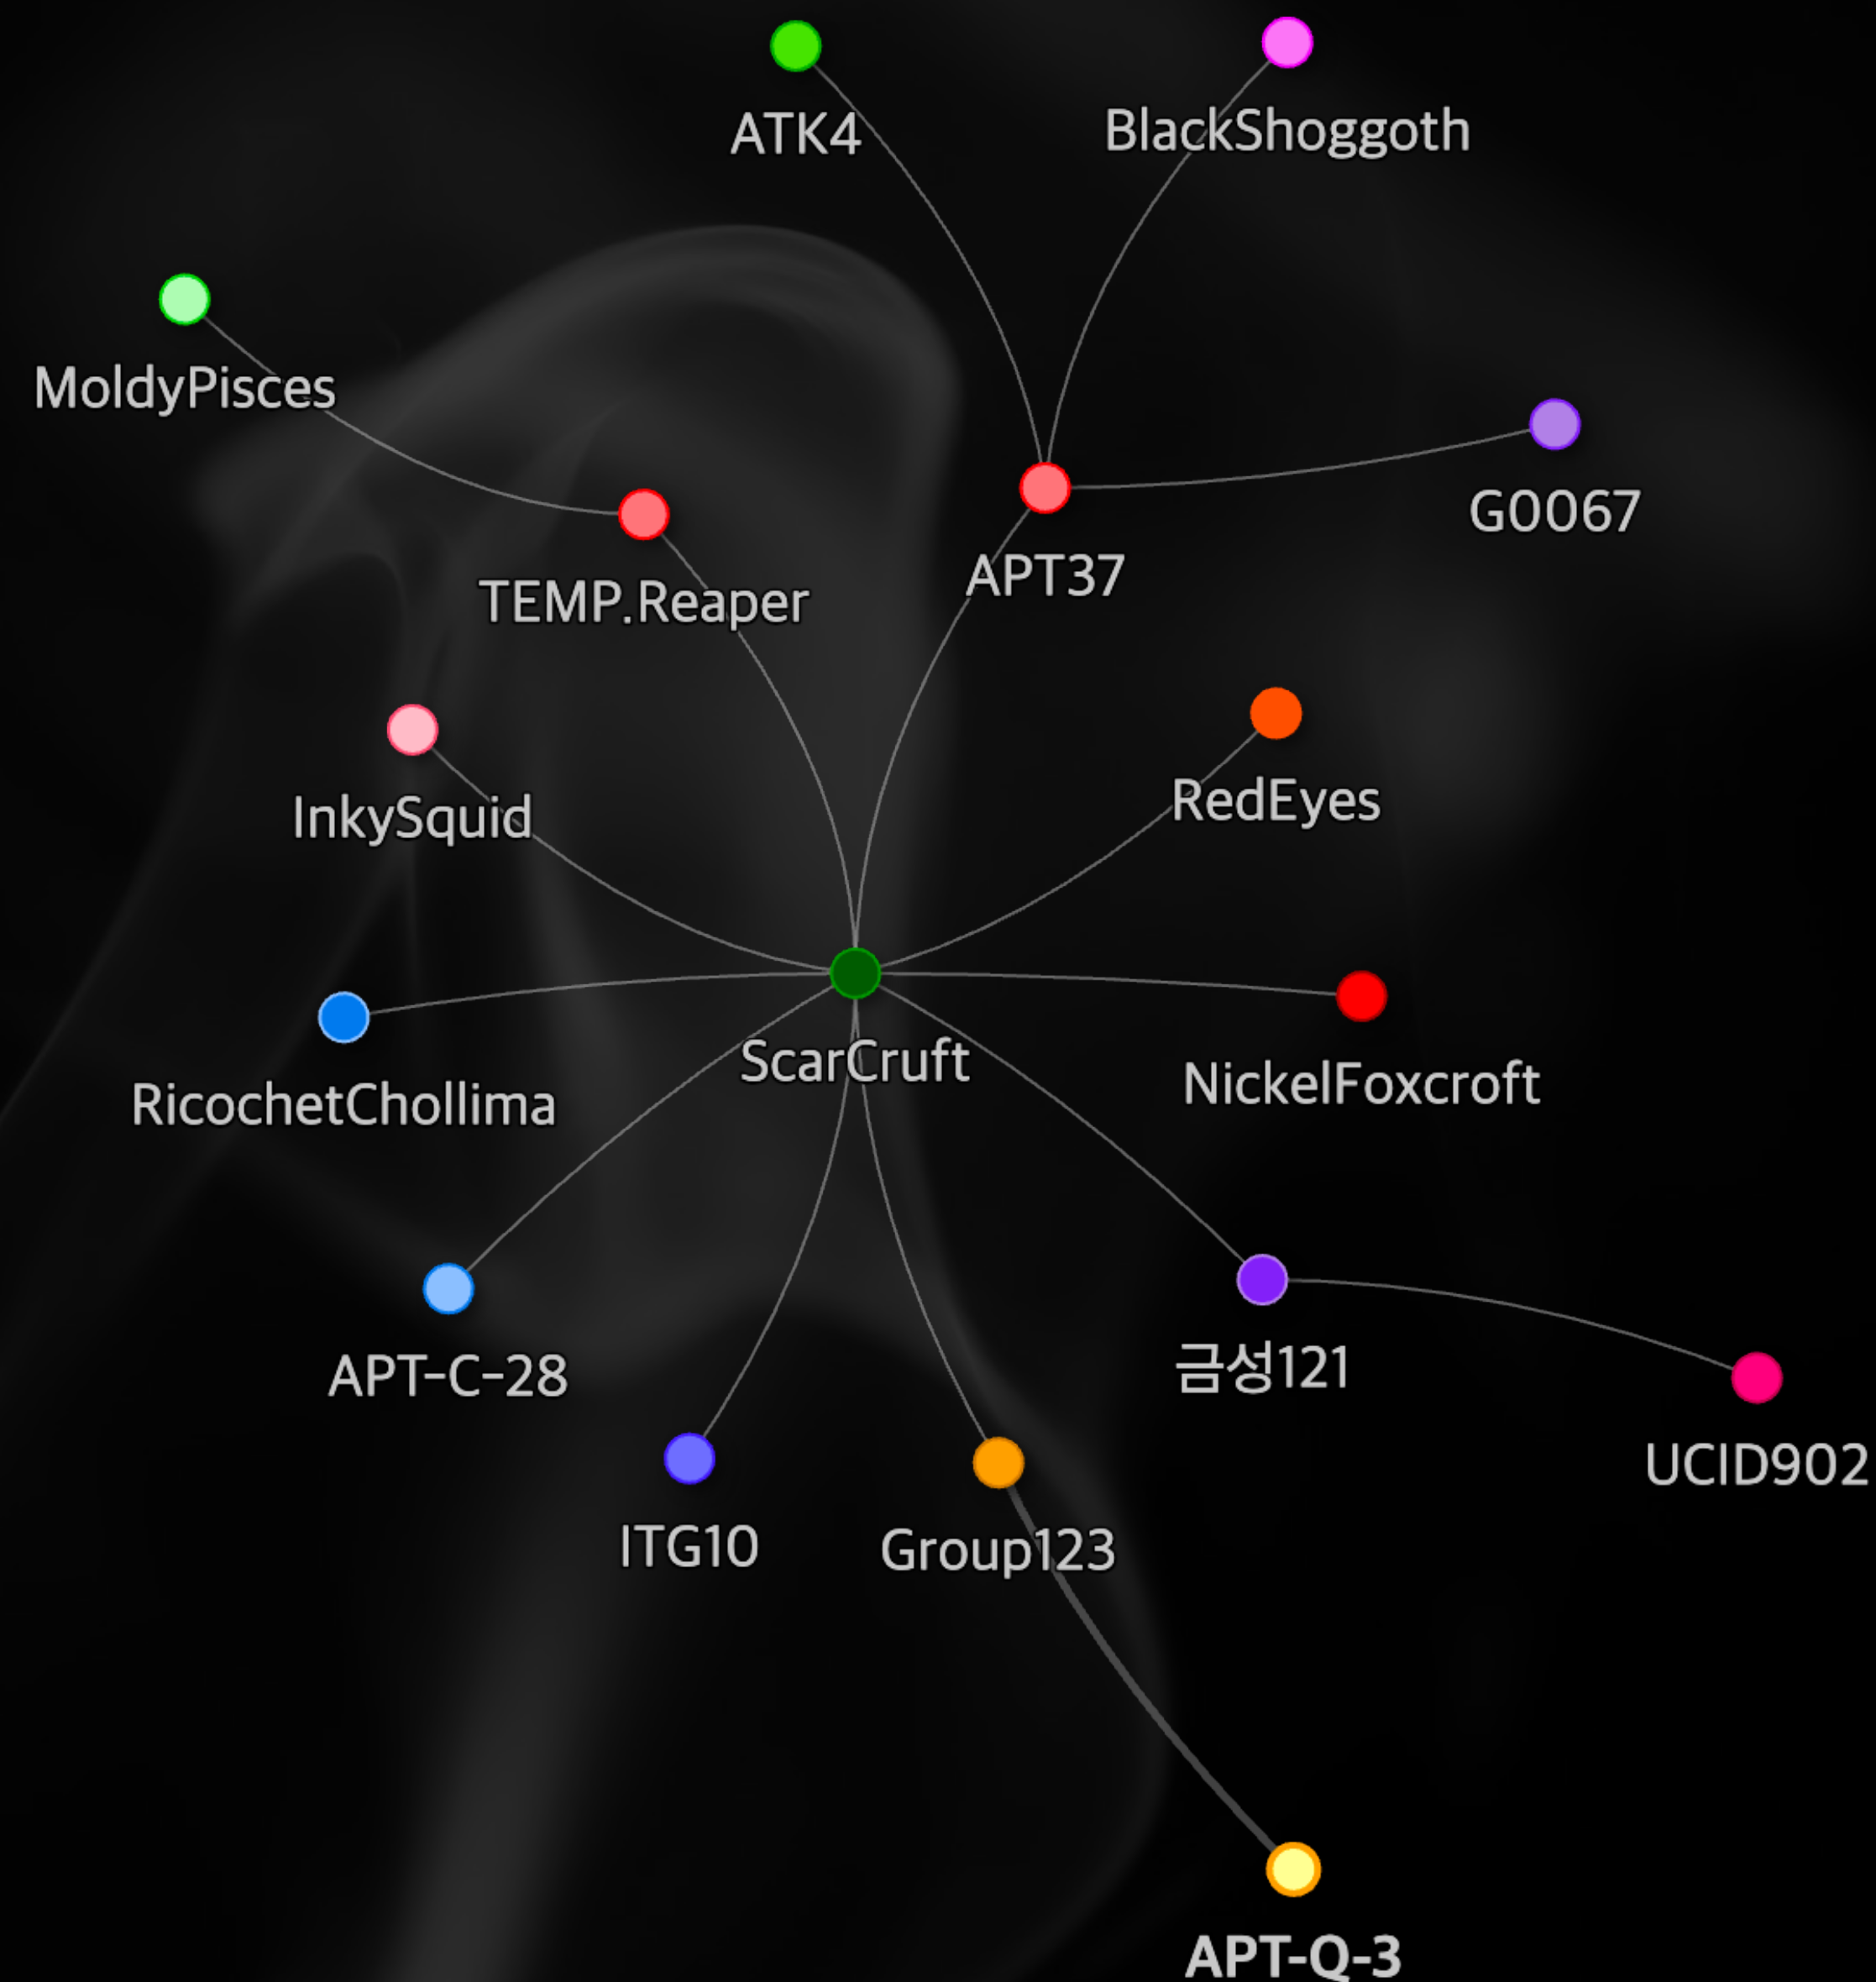 ATK4
BlackShoggoth
MoldyPisces
G0067
APT37
TEMP.Reaper
RedEyes
InkySquid
ScarCruft
NickelFoxcroft
RicochetChollima
금성121
APT-C-28
UCID902
ITG10
Group123
APT-Q-3